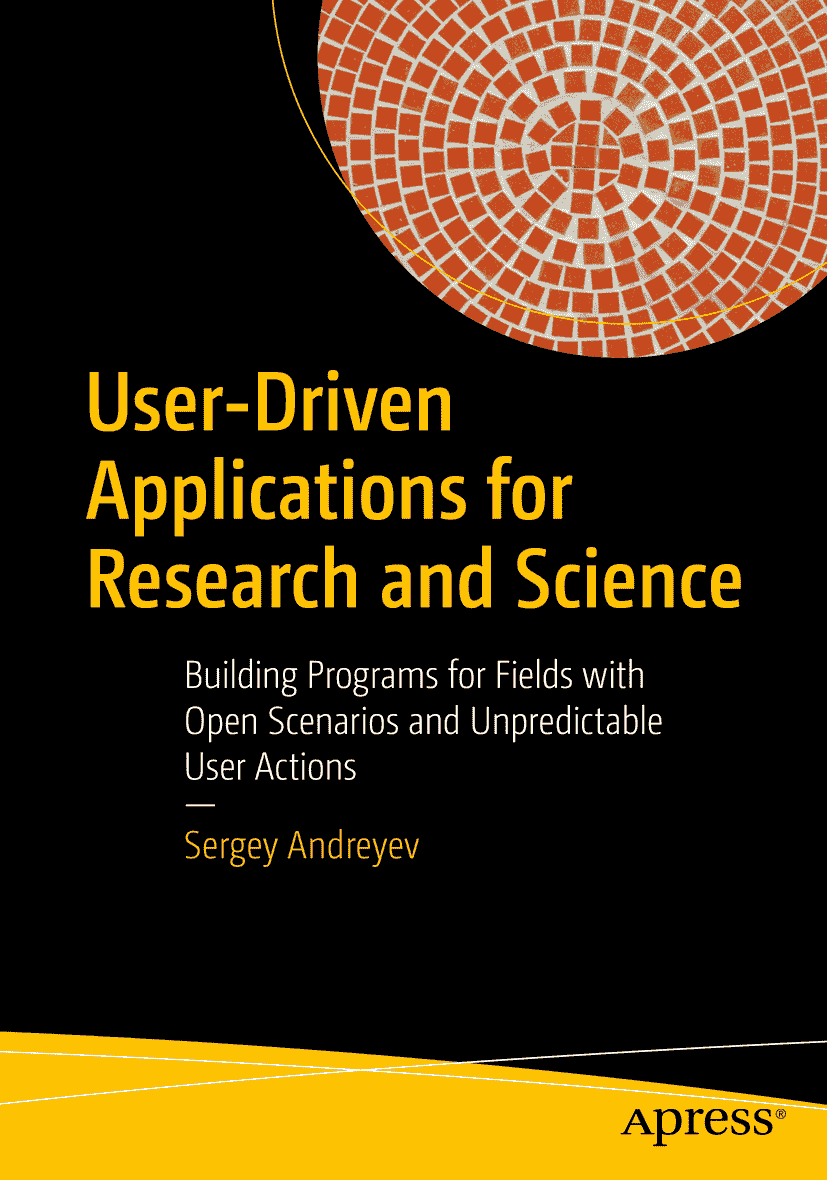 User-Driven
Applications for
Research and Science
Building Programs for Fields with
Open Scenarios and Unpredictable
User Actions
—
Sergey Andreyev
Apress®